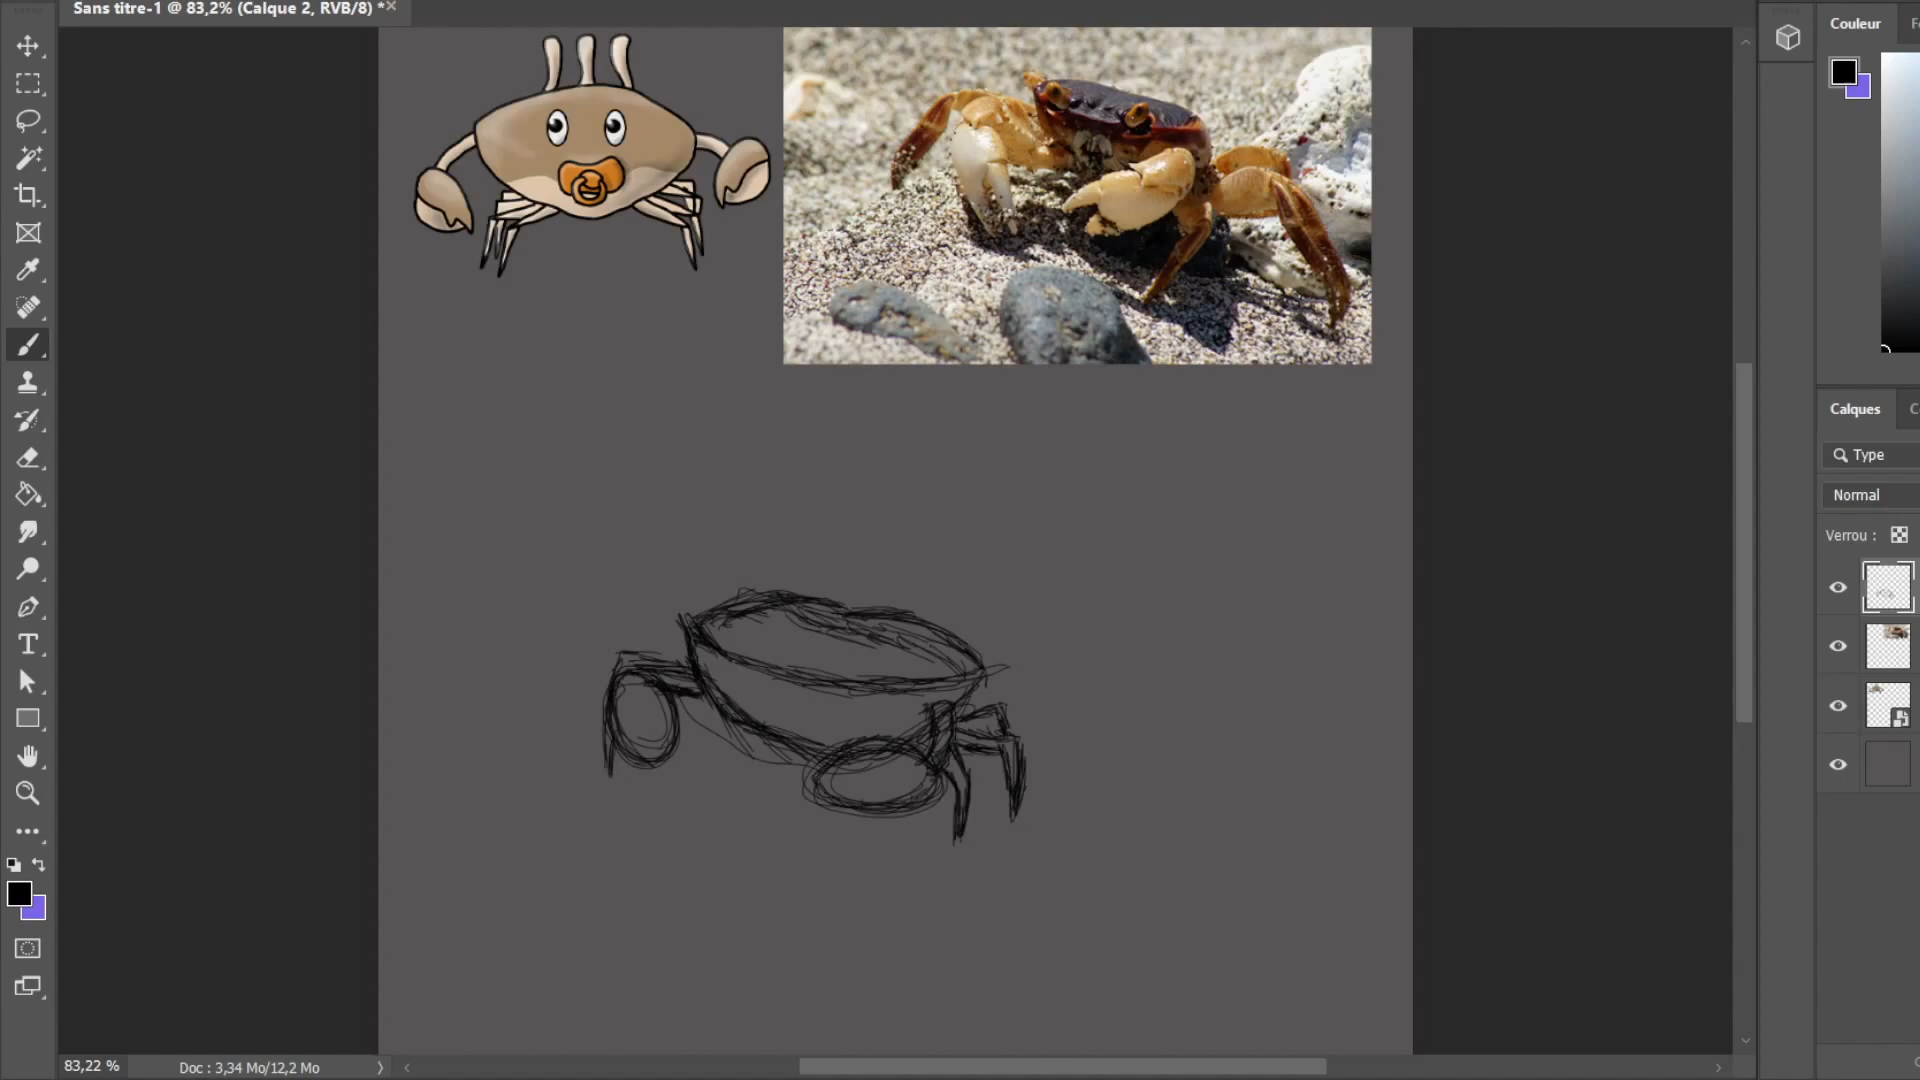 Sans titre-1 @ 83,2% (Calque 2, RVB/8) *
Couleur
Calques
Type
Normal
Verrou :
83,22 %
Doc : 3,34 Mo/12,2 Mo